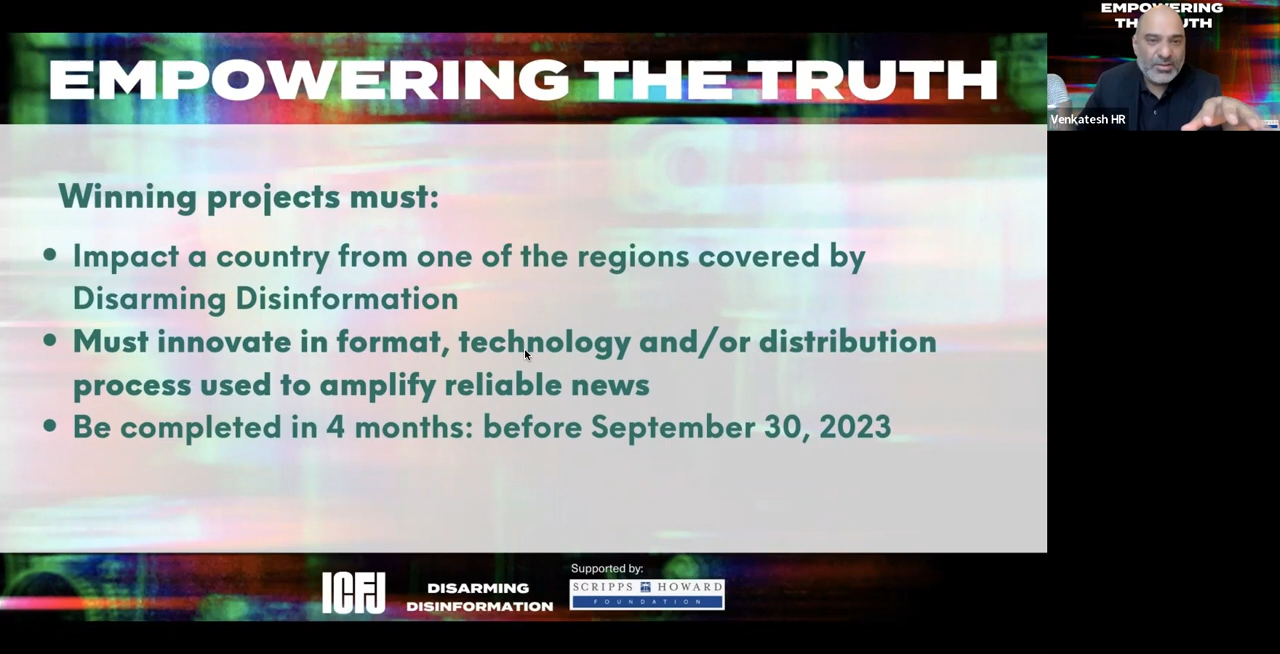 EMPOWERING THE TRUTH
Winning projects must:
• Impact a country from one of the regions covered by
Disarming Disinformation
• Must innovate in format, technology and/or distribution
process used to amplify reliable news
• Be completed in 4 months: before September 30, 2023
ICFJ
DISARMING
DISINFORMATION
Supported by:
SCRIPPS HOWARD
FOUNDATION
EMPOWERING
Venkatesh HR